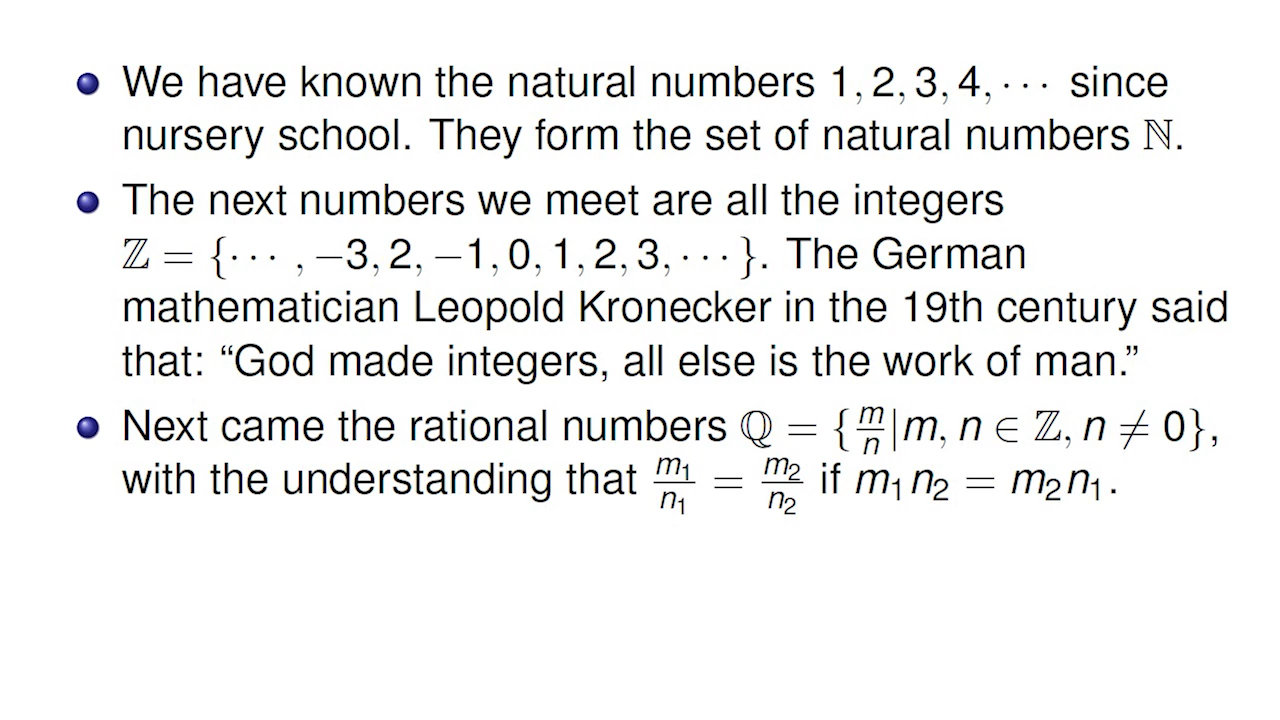 We have known the natural numbers 1, 2, 3, 4, ⋯ since
nursery school. They form the set of natural numbers ℕ.
The next numbers we meet are all the integers
ℤ = {⋯ , −3, 2, −1, 0, 1, 2, 3, ⋯}. The German
mathematician Leopold Kronecker in the 19th century said
that: “God made integers, all else is the work of man.”
Next came the rational numbers ℚ = {m/n|m, n ∈ ℤ, n ≠ 0},
with the understanding that m₁/n₁ = m₂/n₂ if m₁n₂ = m₂n₁.